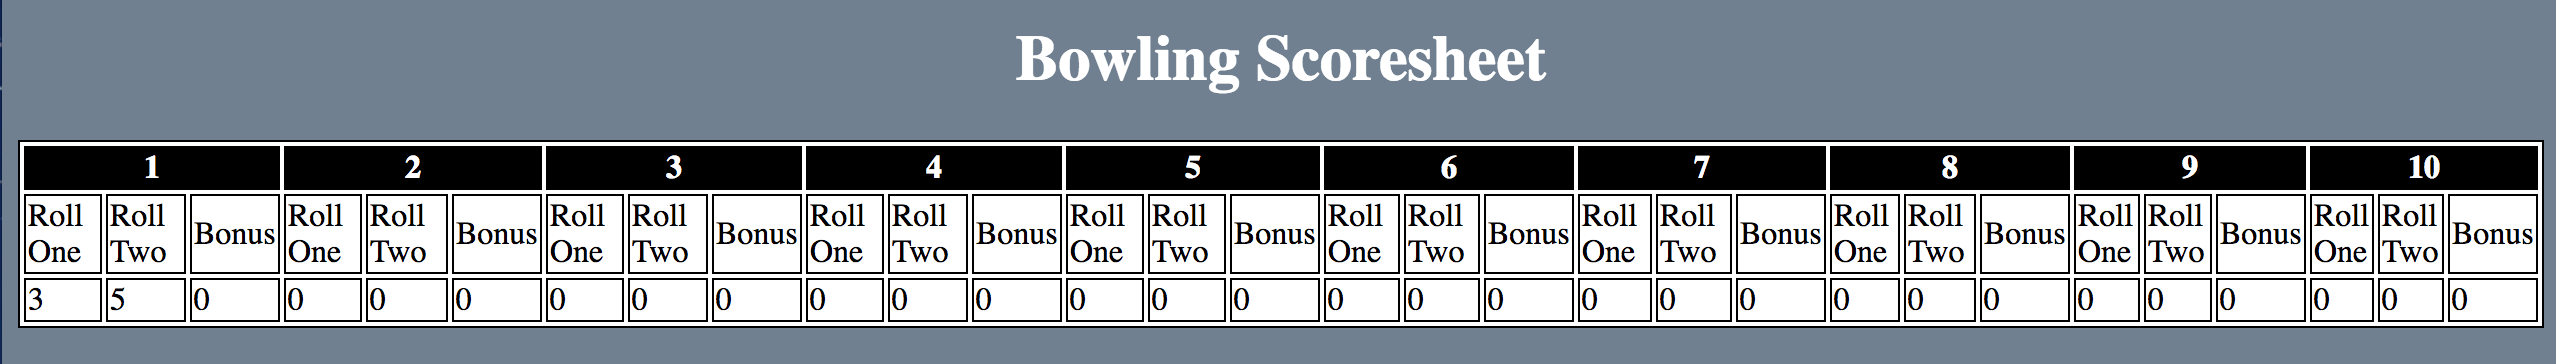 Bowling Scoresheet
1 2 3 4 5 6 7 8 9 10
Roll One Roll Two Bonus Roll One Roll Two Bonus Roll One Roll Two Bonus Roll One Roll Two Bonus Roll One Roll Two Bonus Roll One Roll Two Bonus Roll One Roll Two Bonus Roll One Roll Two Bonus Roll One Roll Two Bonus Roll One Roll Two Bonus
3 5 0 0 0 0 0 0 0 0 0 0 0 0 0 0 0 0 0 0 0 0 0 0 0 0 0 0 0 0